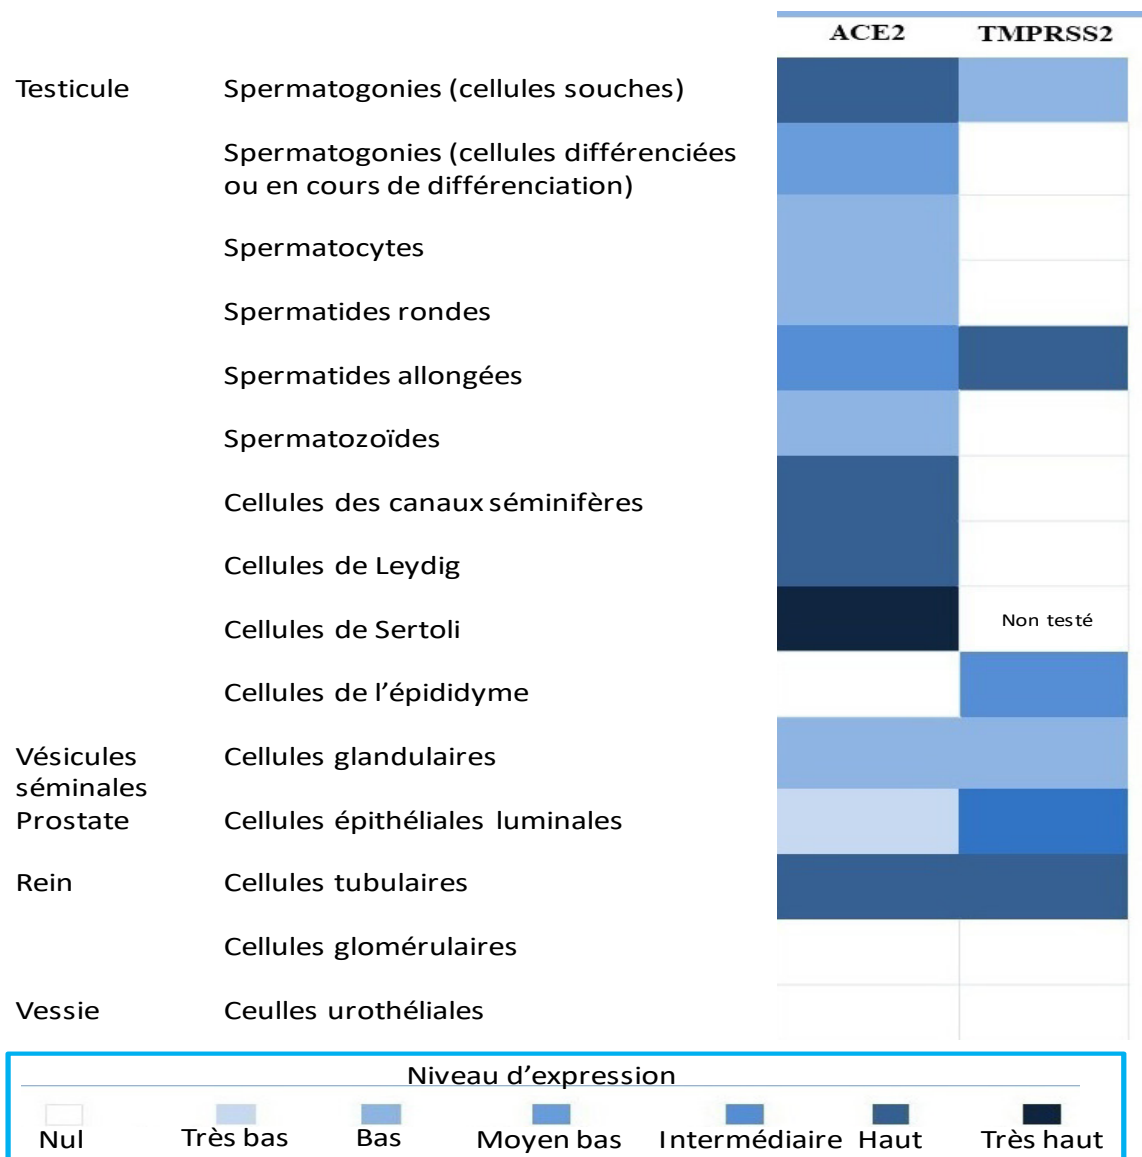 ACE2 TMPRSS2
Testicule Spermatogonies (cellules souches)
Spermatogonies (cellules différenciées
ou en cours de différenciation)
Spermatocytes
Spermatides rondes
Spermatides allongées
Spermatozoïdes
Cellules des canaux séminifères
Cellules de Leydig
Cellules de Sertoli Non testé
Cellules de l'épididyme
Vésicules Cellules glandulaires
séminales
Prostate Cellules épithéliales luminales
Rein Cellules tubulaires
Cellules glomérulaires
Vessie Ceulles urothéliales
Niveau d'expression
Nul Très bas Bas Moyen bas Intermédiaire Haut Très haut